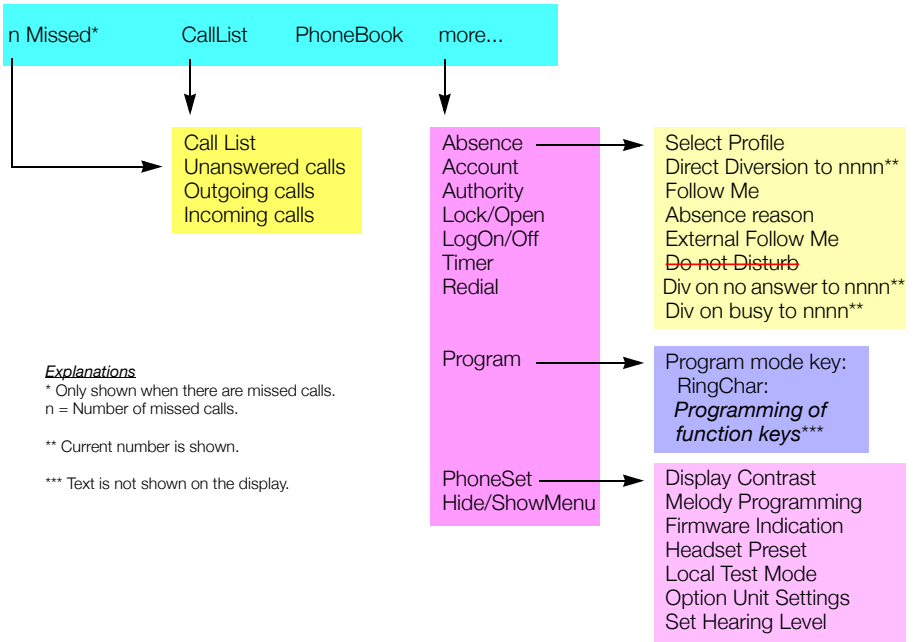 n Missed* CallList PhoneBook more...
Call List
Unanswered calls
Outgoing calls
Incoming calls
Absence
Account
Authority
Lock/Open
LogOn/Off
Timer
Redial
Program
PhoneSet
Hide/ShowMenu
Select Profile
Direct Diversion to nnnn**
Follow Me
Absence reason
External Follow Me
Do not Disturb
Div on no answer to nnnn**
Div on busy to nnnn**
Program mode key:
RingChar:
Programming of
function keys***
Display Contrast
Melody Programming
Firmware Indication
Headset Preset
Local Test Mode
Option Unit Settings
Set Hearing Level
Explanations
* Only shown when there are missed calls.
n = Number of missed calls.
** Current number is shown.
*** Text is not shown on the display.